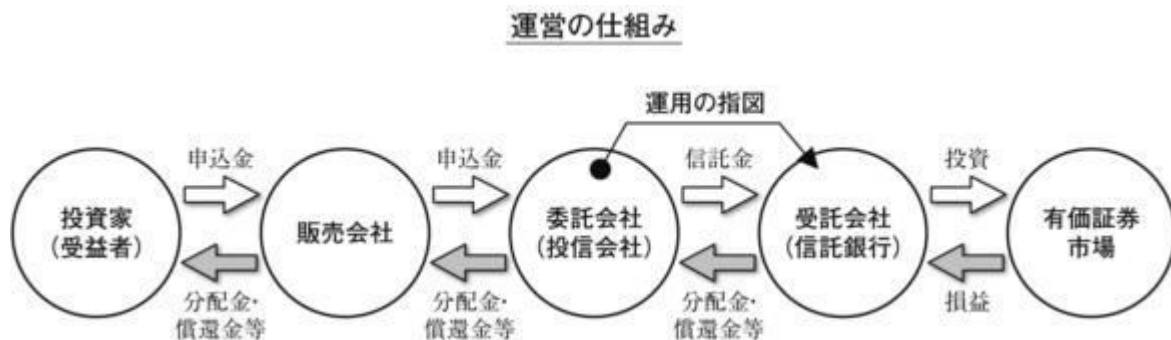 運営の仕組み
運用の指図
申込金
申込金
信託金
投資
投資家
（受益者）
販売会社
委託会社
（投信会社）
受託会社
（信託銀行）
有価証券
市場
分配金・
償還金等
分配金・
償還金等
分配金・
償還金等
損益